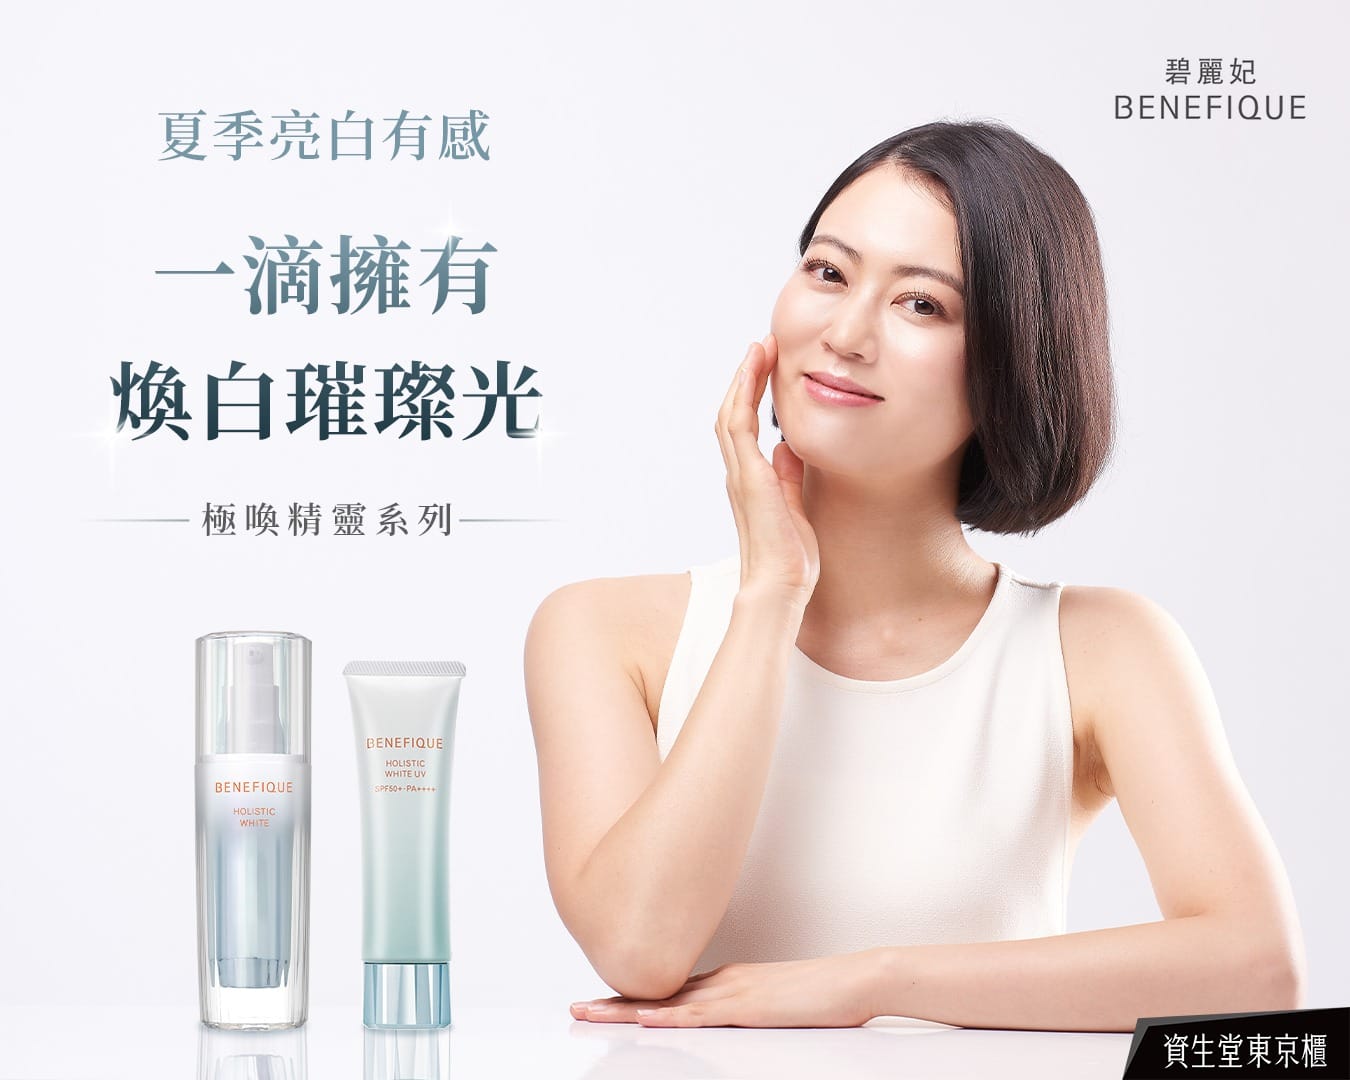 碧麗妃
BENEFIQUE
夏季亮白有感
一滴擁有
煥白璀璨光
極喚精靈系列
BENEFIQUE
HOLISTIC
WHITE
BENEFIQUE
HOLISTIC
WHITE UV
SPF50+·PA++++
資生堂東京櫃